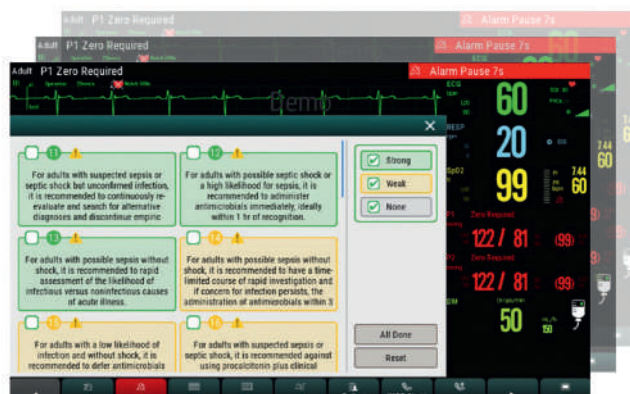 Alarm Pause 7s
Alarm Pause 7s
Adult P1 Zero Required
Alarm Pause 7s
Demo
ECG
60
RESP
20
SpO2
99
7.44
60
P1 Zero Required
122 / 81 (99)
P2 Zero Required
122 / 81 (99)
50
150
11
For adults with suspected sepsis or
septic shock but unconfirmed infection,
it is recommended to continuously re-
evaluate and search for alternative
diagnoses and discontinue empiric
12
For adults with possible septic shock or
a high likelihood for sepsis, it is
recommended to administer
antimicrobials immediately, ideally
within 1 hr of recognition.
13
For adults with possible sepsis without
shock, it is recommended to rapid
assessment of the likelihood of
infectious versus noninfectious causes
of acute illness.
14
For adults with possible sepsis without
shock, it is recommended to have a time-
limited course of rapid investigation and
if concern for infection persists, the
administration of antimicrobials within 3
15
For adults with a low likelihood of
infection and without shock, it is
recommended to defer antimicrobials
16
For adults with suspected sepsis or
septic shock, it is recommended against
using procalcitonin plus clinical
Strong
Weak
None
All Done
Reset